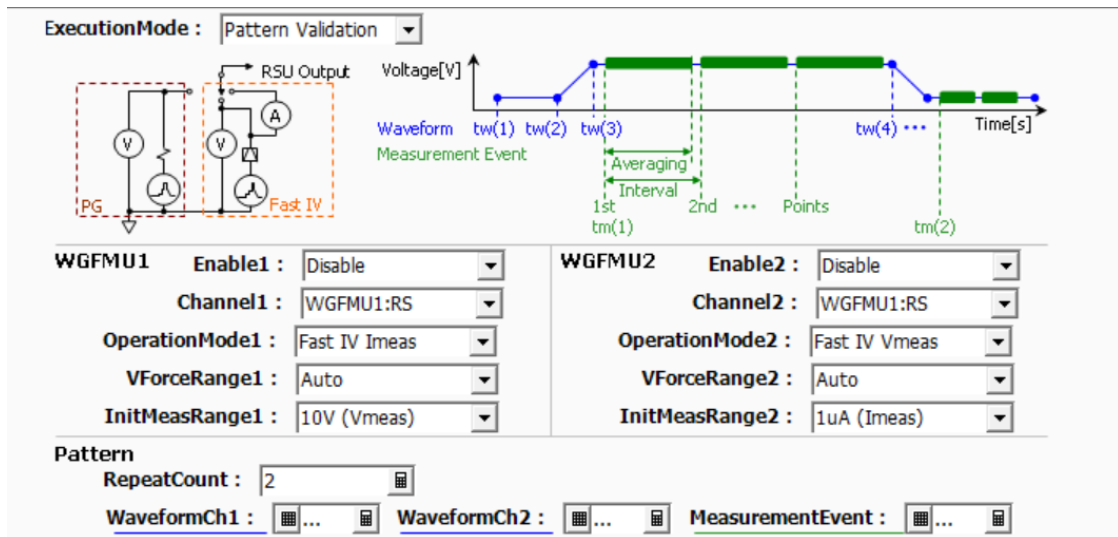 ExecutionMode : Pattern Validation
RSU Output
Voltage[V]
A
V
V
PG
Fast IV
Waveform tw(1) tw(2) tw(3) tw(4) ••• Time[s]
Measurement Event
Averaging
Interval
1st 2nd ••• Points
tm(1) tm(2)
WGFMU1 Enable1 : Disable WGFMU2 Enable2 : Disable
Channel1 : WGFMU1:RS Channel2 : WGFMU1:RS
OperationMode1 : Fast IV Imeas OperationMode2 : Fast IV Vmeas
VForceRange1 : Auto VForceRange2 : Auto
InitMeasRange1 : 10V (Vmeas) InitMeasRange2 : 1uA (Imeas)
Pattern
RepeatCount : 2
WaveformCh1 : ... WaveformCh2 : ... MeasurementEvent : ...